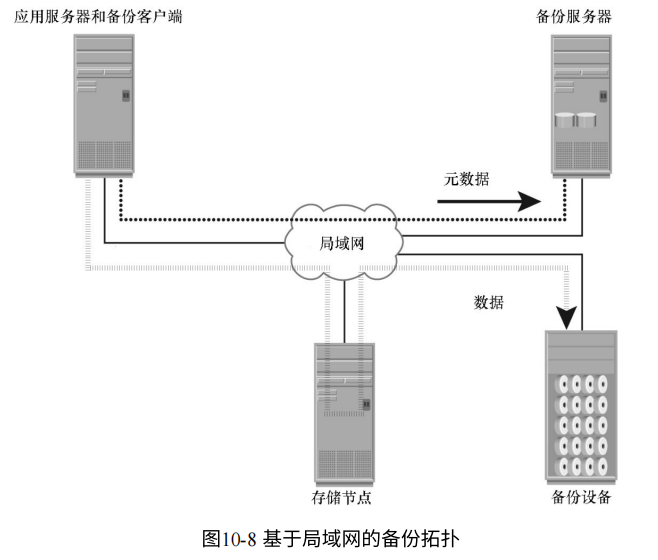 应用服务器和备份客户端
备份服务器
元数据
局域网
数据
存储节点
备份设备
图10-8 基于局域网的备份拓扑